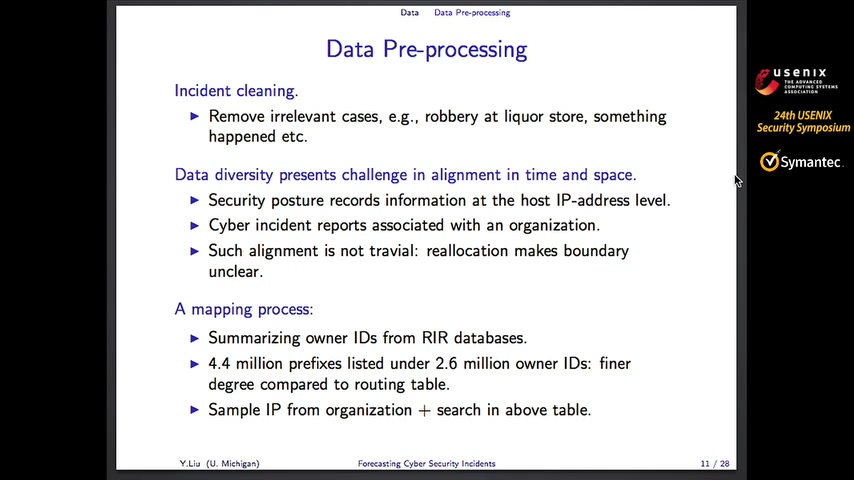 Data Data Pre-processing
Data Pre-processing
Incident cleaning.
Remove irrelevant cases, e.g., robbery at liquor store, something
happened etc.
Data diversity presents challenge in alignment in time and space.
Security posture records information at the host IP-address level.
Cyber incident reports associated with an organization.
Such alignment is not travial: reallocation makes boundary
unclear.
A mapping process:
Summarizing owner IDs from RIR databases.
4.4 million prefixes listed under 2.6 million owner IDs: finer
degree compared to routing table.
Sample IP from organization + search in above table.
Y.Liu (U. Michigan) Forecasting Cyber Security Incidents 11 / 28
usenix
THE ADVANCED
COMPUTING SYSTEMS
ASSOCIATION
24th USENIX
Security Symposium
Symantec.